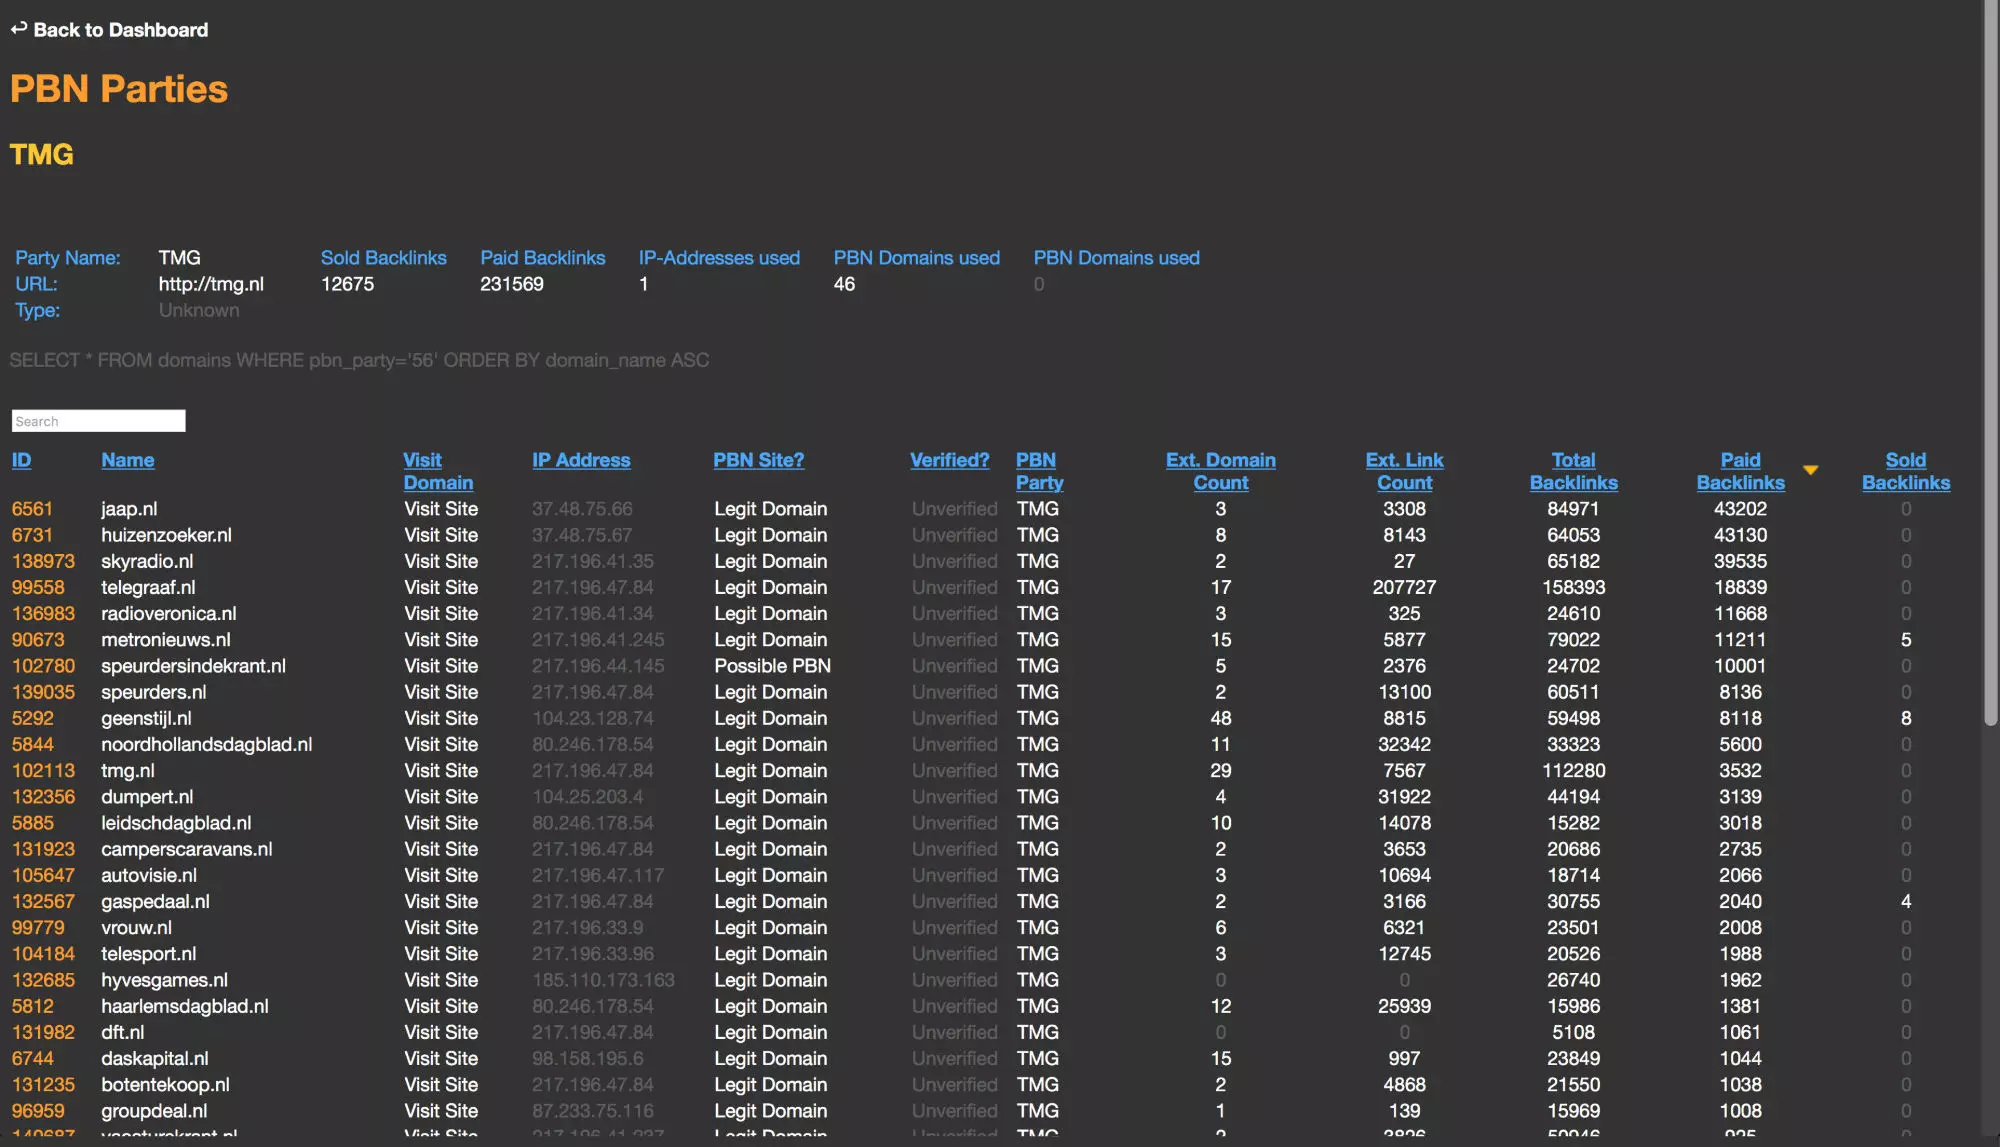 ↩ Back to Dashboard
PBN Parties
TMG
Party Name: TMG Sold Backlinks Paid Backlinks IP-Addresses used PBN Domains used PBN Domains used
URL: http://tmg.nl 12675 231569 1 46 0
Type: Unknown
SELECT * FROM domains WHERE pbn_party='56' ORDER BY domain_name ASC
Search
ID Name Visit Domain IP Address PBN Site? Verified? PBN Party Ext. Domain Count Ext. Link Count Total Backlinks Paid Backlinks Sold Backlinks
6561 jaap.nl Visit Site 37.48.75.66 Legit Domain Unverified TMG 3 3308 84971 43202 0
6731 huizenzoeker.nl Visit Site 37.48.75.67 Legit Domain Unverified TMG 8 8143 64053 43130 0
138973 skyradio.nl Visit Site 217.196.41.35 Legit Domain Unverified TMG 2 27 65182 39535 0
99558 telegraaf.nl Visit Site 217.196.47.84 Legit Domain Unverified TMG 17 207727 158393 18839 0
136983 radioveronica.nl Visit Site 217.196.41.34 Legit Domain Unverified TMG 3 325 24610 11668 0
90673 metronieuws.nl Visit Site 217.196.41.245 Legit Domain Unverified TMG 15 5877 79022 11211 5
102780 speurdersindekrant.nl Visit Site 217.196.44.145 Possible PBN Unverified TMG 5 2376 24702 10001 0
139035 speurders.nl Visit Site 217.196.47.84 Legit Domain Unverified TMG 2 13100 60511 8136 0
5292 geenstijl.nl Visit Site 104.23.128.74 Legit Domain Unverified TMG 48 8815 59498 8118 8
5844 noordhollandsdagblad.nl Visit Site 80.246.178.54 Legit Domain Unverified TMG 11 32342 33323 5600 0
102113 tmg.nl Visit Site 217.196.47.84 Legit Domain Unverified TMG 29 7567 112280 3532 0
132356 dumpert.nl Visit Site 104.25.203.4 Legit Domain Unverified TMG 4 31922 44194 3139 0
5885 leidschdagblad.nl Visit Site 80.246.178.54 Legit Domain Unverified TMG 10 14078 15282 3018 0
131923 camperscaravans.nl Visit Site 217.196.47.84 Legit Domain Unverified TMG 2 3653 20686 2735 0
105647 autovisie.nl Visit Site 217.196.47.117 Legit Domain Unverified TMG 3 10694 18714 2066 0
132567 gaspedaal.nl Visit Site 217.196.47.84 Legit Domain Unverified TMG 2 3166 30755 2040 4
99779 vrouw.nl Visit Site 217.196.33.9 Legit Domain Unverified TMG 6 6321 23501 2008 0
104184 telesport.nl Visit Site 217.196.33.96 Legit Domain Unverified TMG 3 12745 20526 1988 0
132685 hyvesgames.nl Visit Site 185.110.173.163 Legit Domain Unverified TMG 0 0 26740 1962 0
5812 haarlemsdagblad.nl Visit Site 80.246.178.54 Legit Domain Unverified TMG 12 25939 15986 1381 0
131982 dft.nl Visit Site 217.196.47.84 Legit Domain Unverified TMG 0 0 5108 1061 0
6744 daskapital.nl Visit Site 98.158.195.6 Legit Domain Unverified TMG 15 997 23849 1044 0
131235 botentekoop.nl Visit Site 217.196.47.84 Legit Domain Unverified TMG 2 4868 21550 1038 0
96959 groupdeal.nl Visit Site 87.233.75.116 Legit Domain Unverified TMG 1 139 15969 1008 0
Visit Site Legit Domain Unverified TMG